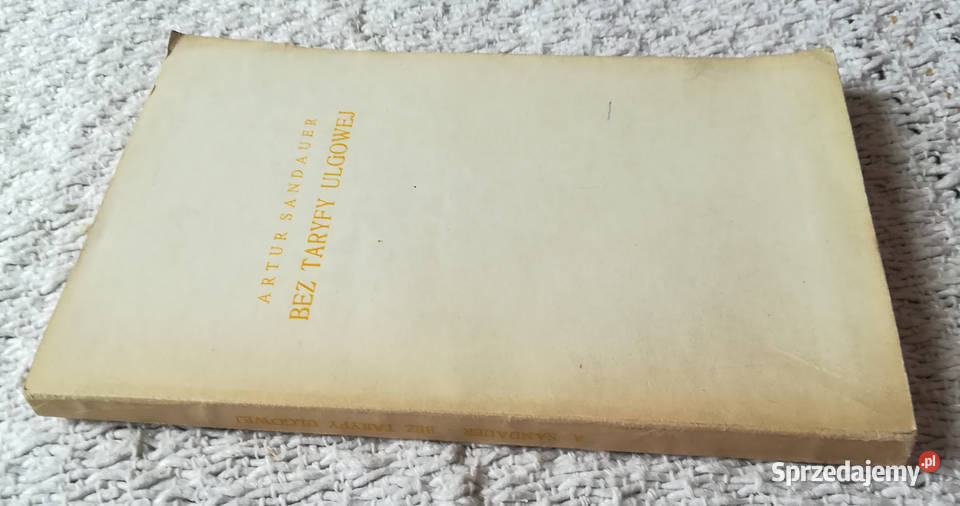 ARTUR SANDAUER
BEZ TARYFY ULGOWEJ
A. SANDAUER · BEZ TARYFY ULGOWEJ
Sprzedajemy.pl